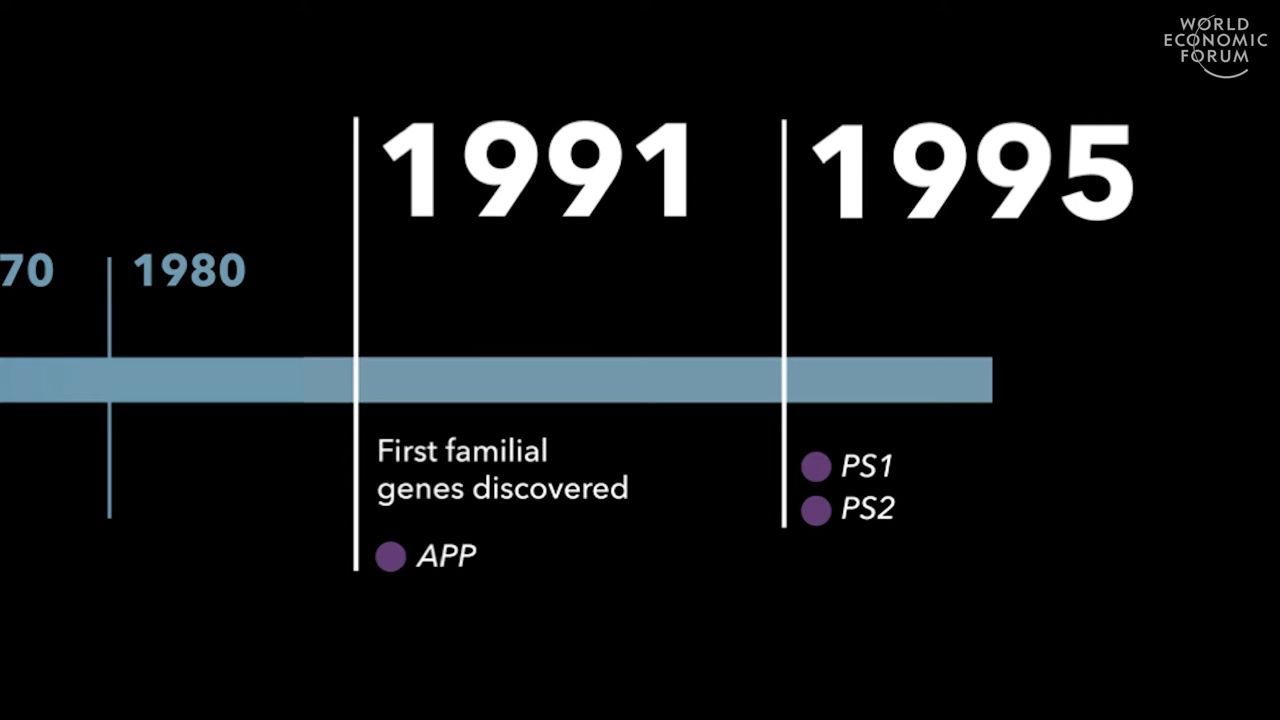 WORLD
ECONOMIC
FORUM
1991
1995
70
1980
First familial
genes discovered
APP
PS1
PS2